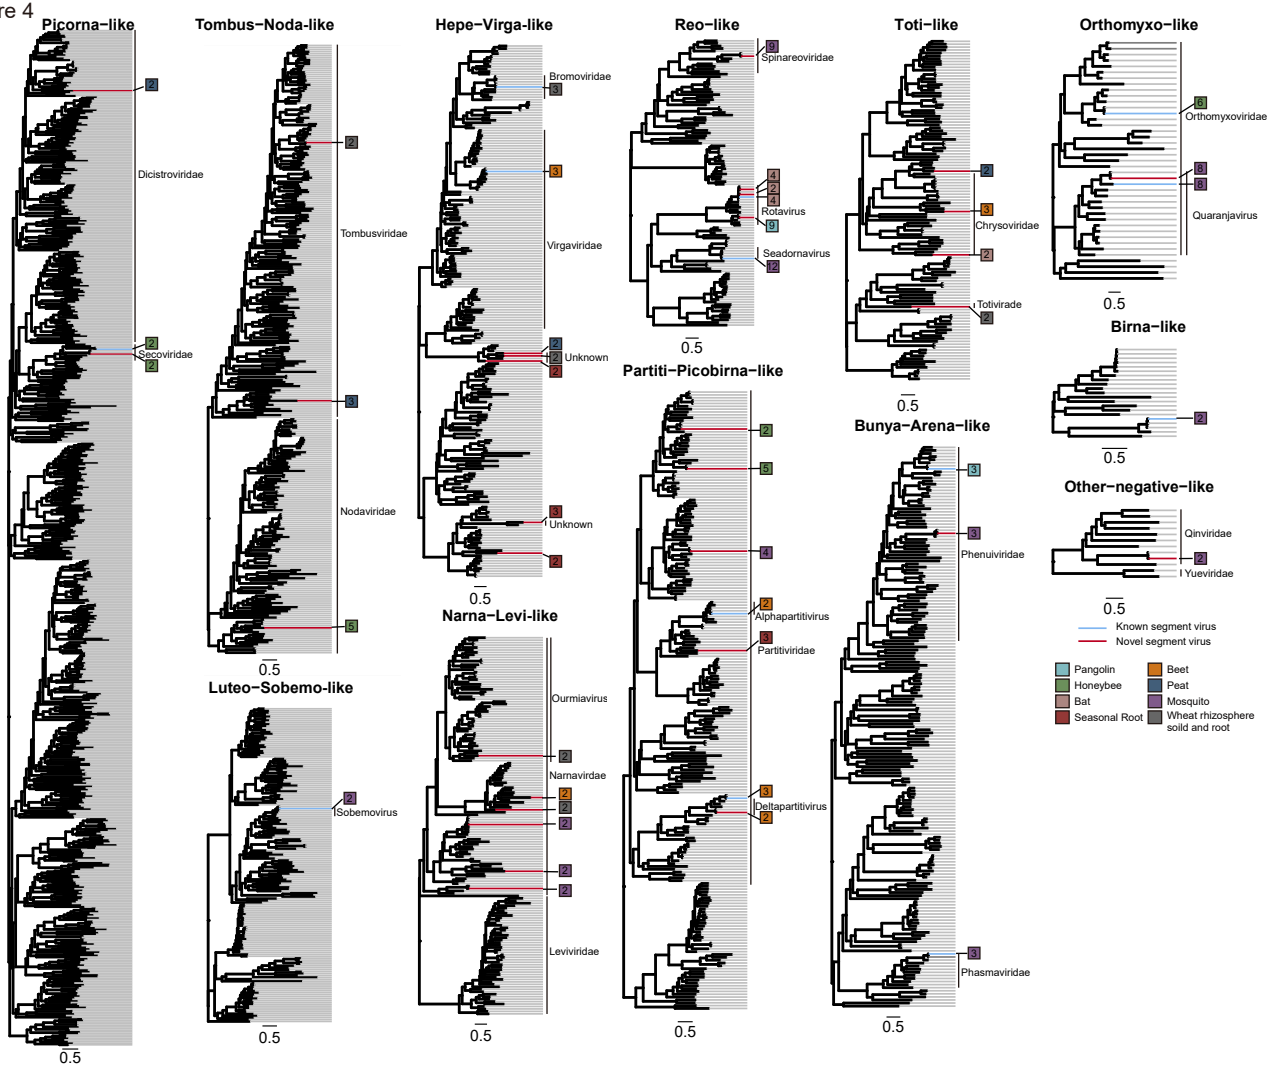 re 4
Picorna-like
2
Dicistroviridae
2
Secoviridae
2
0.5
Tombus-Noda-like
2
Tombusviridae
3
Nodaviridae
5
0.5
Luteo-Sobemo-like
2
Sobemovirus
0.5
Hepe-Virga-like
Bromoviridae
3
3
Virgaviridae
2
2
Unknown
2
3
Unknown
2
0.5
Narna-Levi-like
Ourmiavirus
2
Narnavirdae
2
2
2
2
2
Leviviridae
0.5
Reo-like
9
Spinareoviridae
4
2
4
Rotavirus
9
Seadornavirus
12
0.5
Partiti-Picobirna-like
2
5
4
2
Alphapartitivirus
3
Partitiviridae
3
Deltapartitivirus
2
0.5
Toti-like
2
3
Chrysoviridae
2
Totivirade
2
0.5
Bunya-Arena-like
3
3
Phenuiviridae
3
Phasmaviridae
0.5
Orthomyxo-like
6
Orthomyxoviridae
8
8
Quaranjavirus
0.5
Birna-like
2
0.5
Other-negative-like
Qinviridae
2
Yueviridae
0.5
Known segment virus
Novel segment virus
Pangolin
Honeybee
Bat
Seasonal Root
Beet
Peat
Mosquito
Wheat rhizosphere
soild and root